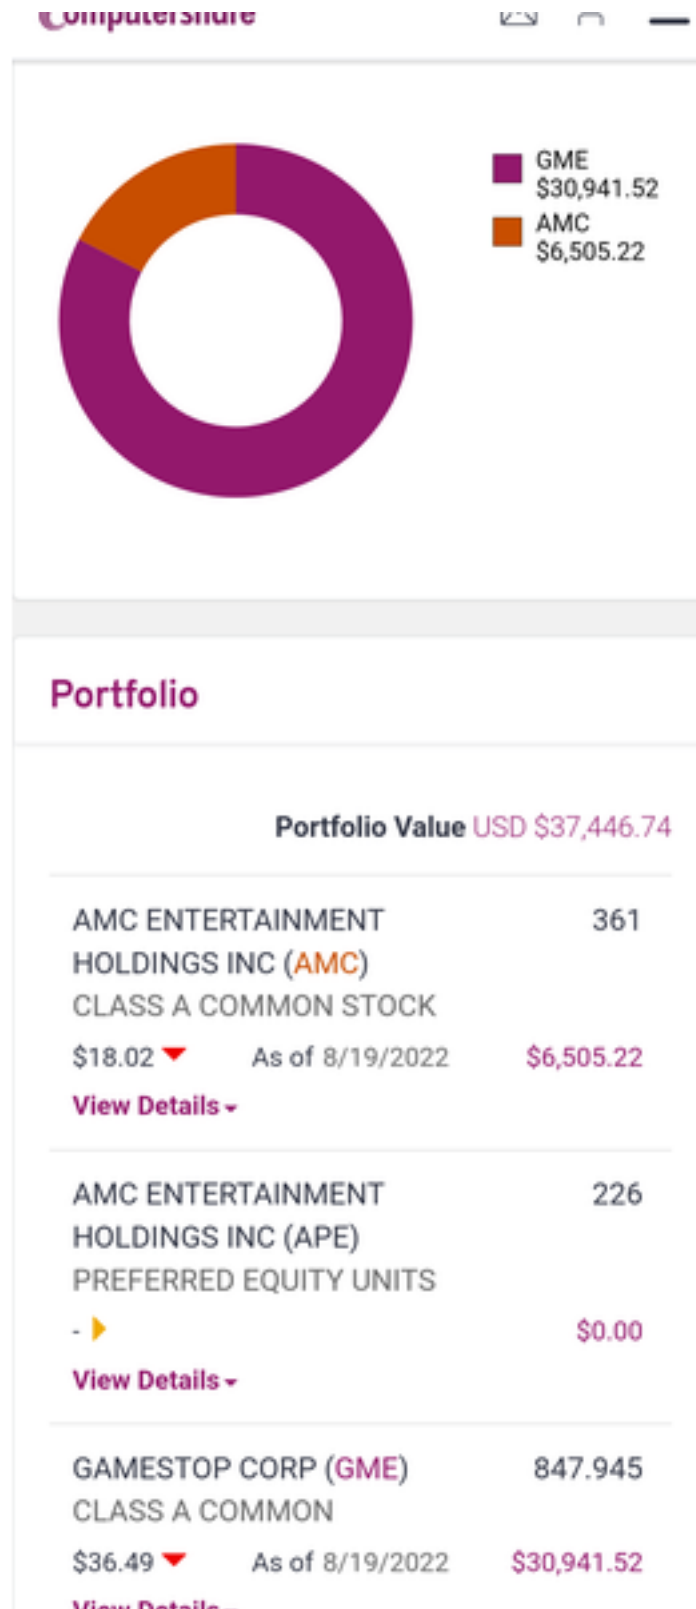 Computershare
GME
$30,941.52
AMC
$6,505.22
Portfolio
Portfolio Value USD $37,446.74
AMC ENTERTAINMENT 361
HOLDINGS INC (AMC)
CLASS A COMMON STOCK
$18.02 As of 8/19/2022 $6,505.22
View Details
AMC ENTERTAINMENT 226
HOLDINGS INC (APE)
PREFERRED EQUITY UNITS
- $0.00
View Details
GAMESTOP CORP (GME) 847.945
CLASS A COMMON
$36.49 As of 8/19/2022 $30,941.52
View Details